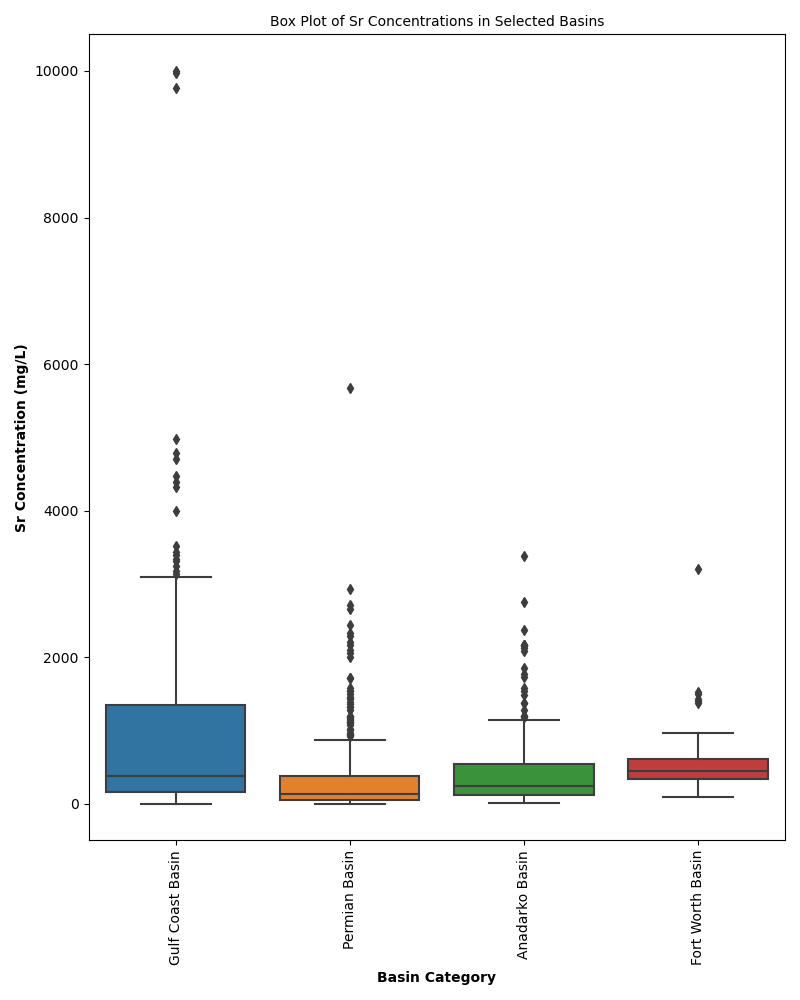 Box Plot of Sr Concentrations in Selected Basins
10000
8000
6000
4000
2000
0
Sr Concentration (mg/L)
Gulf Coast Basin
Permian Basin
Anadarko Basin
Fort Worth Basin
Basin Category